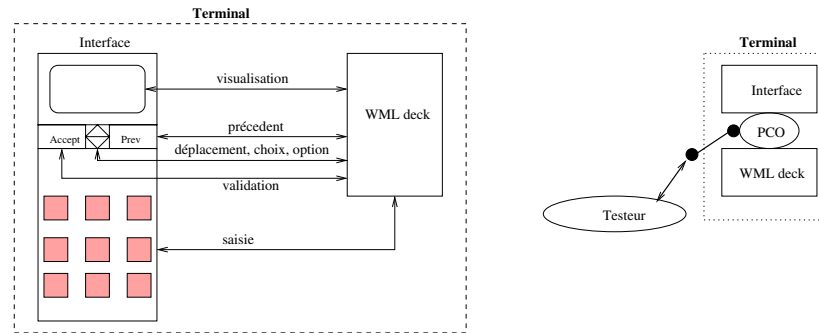 Terminal
Interface
visualisation
WML deck
Accept
Prev
précedent
déplacement, choix, option
validation
saisie
Terminal
Interface
PCO
WML deck
Testeur